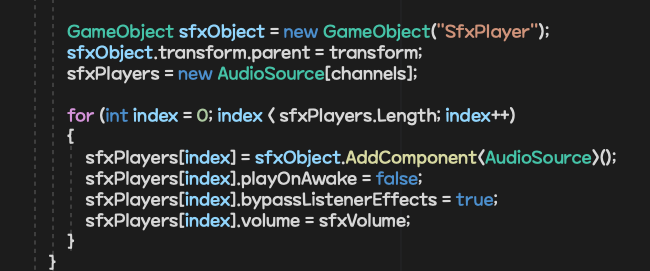 GameObject sfxObject = new GameObject("SfxPlayer");
sfxObject.transform.parent = transform;
sfxPlayers = new AudioSource[channels];
for (int index = 0; index < sfxPlayers.Length; index++)
{
sfxPlayers[index] = sfxObject.AddComponent<AudioSource>();
sfxPlayers[index].playOnAwake = false;
sfxPlayers[index].bypassListenerEffects = true;
sfxPlayers[index].volume = sfxVolume;
}
}